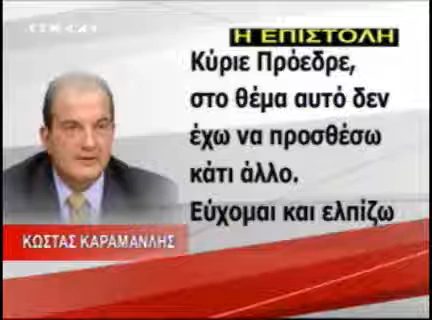 Η ΕΠΙΣΤΟΛΗ
Κύριε Πρόεδρε,
στο θέμα αυτό δεν
έχω να προσθέσω
κάτι άλλο.
Εύχομαι και ελπίζω
ΚΩΣΤΑΣ ΚΑΡΑΜΑΝΛΗΣ